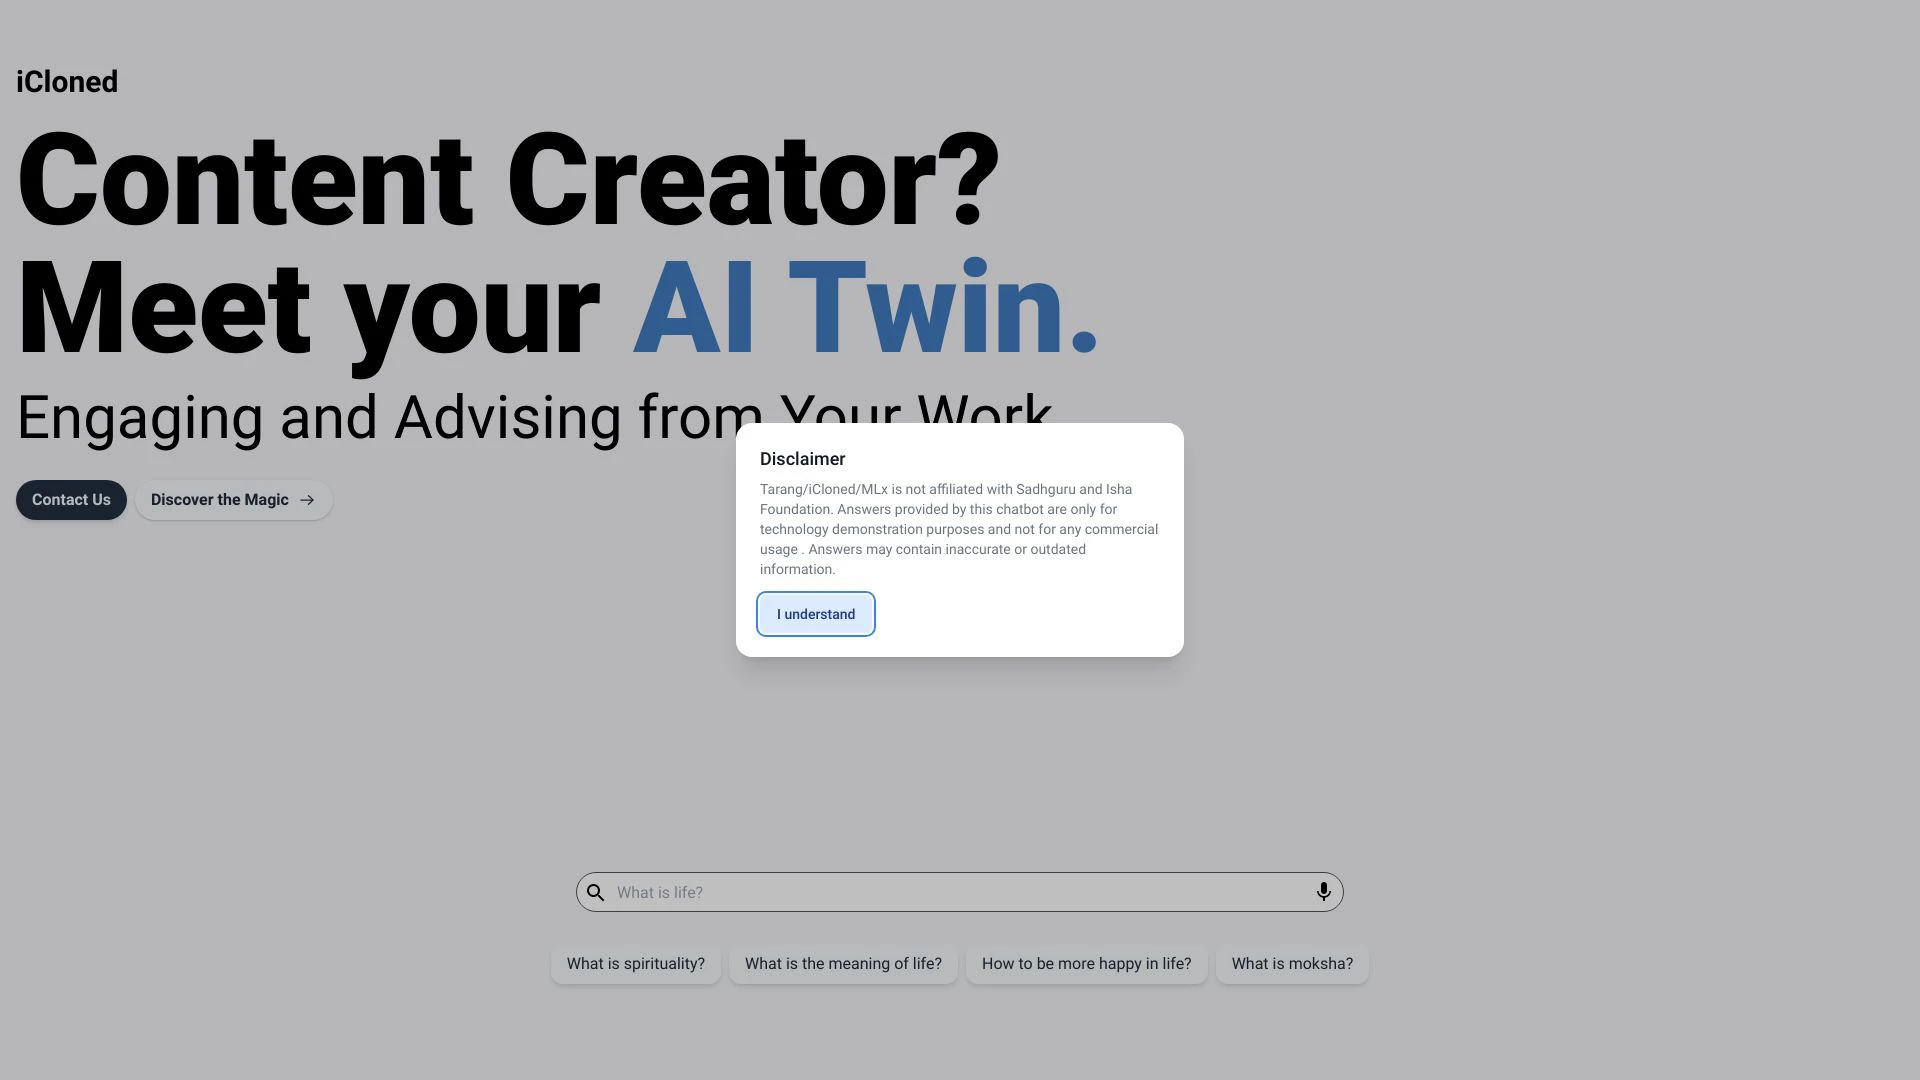 iCloned
Content Creator?
Meet your AI Twin.
Engaging and Advising from Your Work
Contact Us
Discover the Magic
Disclaimer
Tarang/iCloned/MLx is not affiliated with Sadhguru and Isha
Foundation. Answers provided by this chatbot are only for
technology demonstration purposes and not for any commercial
usage . Answers may contain inaccurate or outdated
information.
I understand
What is life?
What is spirituality?
What is the meaning of life?
How to be more happy in life?
What is moksha?